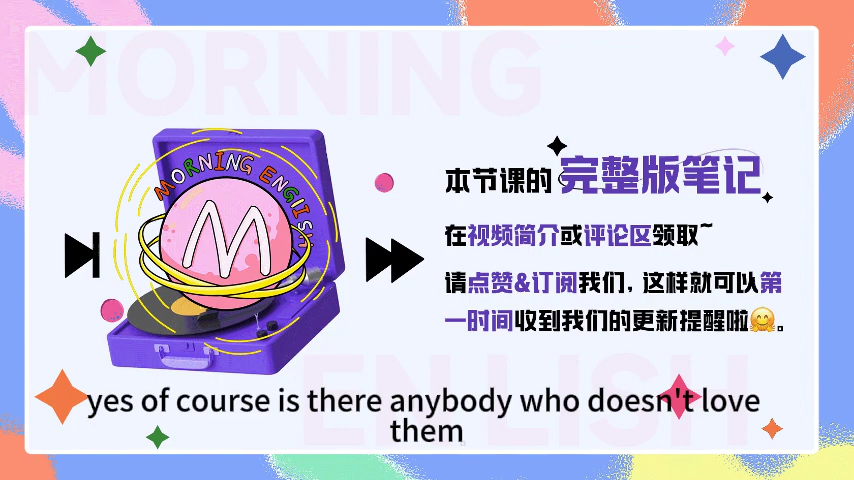 MORNING
MORNING ENGLISH
M
本节课的 完整版笔记
在视频简介或评论区领取~
请点赞&订阅我们, 这样就可以第
一时间收到我们的更新提醒啦🤗。
EN LISH
yes of course is there anybody who doesn't love
them